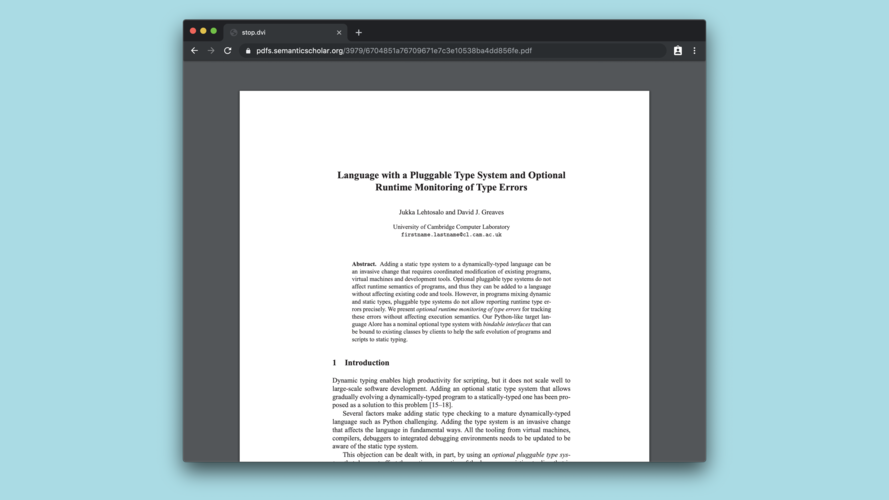 stop.dvi
pdfs.semanticscholar.org/3979/6704851a76709671e7c3e10538ba4dd856fe.pdf
Language with a Pluggable Type System and Optional
Runtime Monitoring of Type Errors
Jukka Lehtosalo and David J. Greaves
University of Cambridge Computer Laboratory
firstname.lastname@cl.cam.ac.uk
Abstract. Adding a static type system to a dynamically-typed language can be
an invasive change that requires coordinated modification of existing programs,
virtual machines and development tools. Optional pluggable type systems do not
affect runtime semantics of programs, and thus they can be added to a language
without affecting existing code and tools. However, in programs mixing dynamic
and static types, pluggable type systems do not allow reporting runtime type er-
rors precisely. We present optional runtime monitoring of type errors for tracking
these errors without affecting execution semantics. Our Python-like target lan-
guage Alore has a nominal optional type system with bindable interfaces that can
be bound to existing classes by clients to help the safe evolution of programs and
scripts to static typing.
1 Introduction
Dynamic typing enables high productivity for scripting, but it does not scale well to
large-scale software development. Adding an optional static type system that allows
gradually evolving a dynamically-typed program to a statically-typed one has been pro-
posed as a solution to this problem [15–18].
Several factors make adding static type checking to a mature dynamically-typed
language such as Python challenging. Adding the type system is an invasive change
that affects the language in fundamental ways. All the tooling from virtual machines,
compilers, debuggers to integrated debugging environments needs to be updated to be
aware of the static type system.
This objection can be dealt with, in part, by using an optional pluggable type sys-